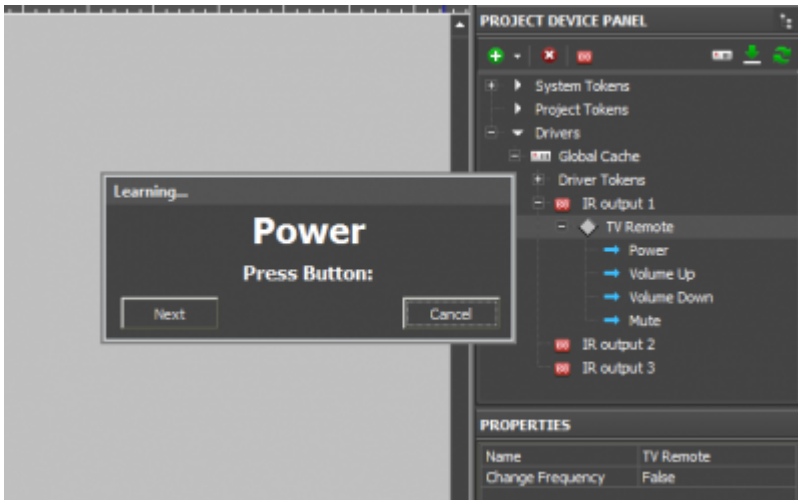 PROJECT DEVICE PANEL
System Tokens
Project Tokens
Drivers
Global Cache
Driver Tokens
IR output 1
TV Remote
Power
Volume Up
Volume Down
Mute
IR output 2
IR output 3
Learning...
Power
Press Button:
Next
Cancel
PROPERTIES
Name TV Remote
Change Frequency False